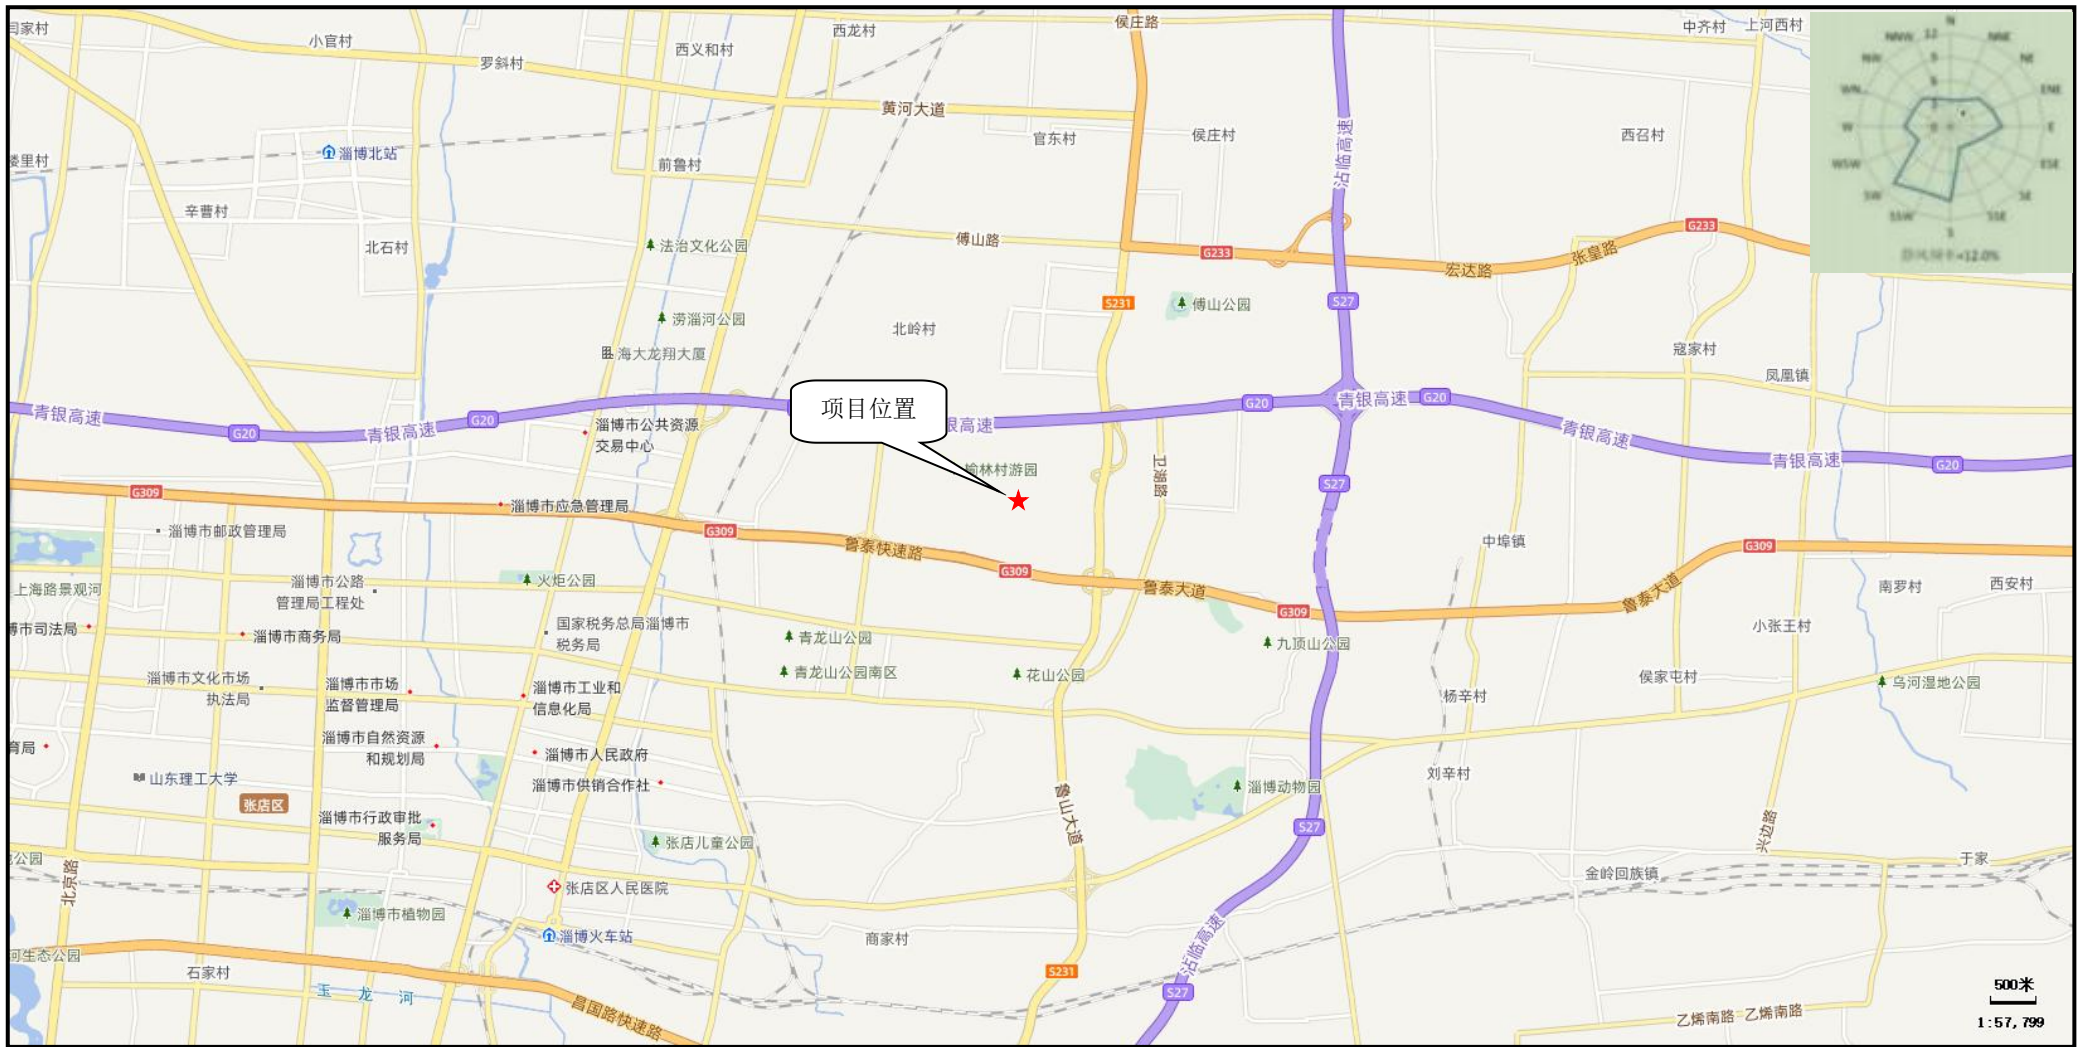 侯庄路
中齐村
上河西村
闫家村
小官村
西龙村
西义和村
罗斜村
黄河大道
官东村
侯庄村
西召村
沾临高速
淄博北站
前鲁村
辛曹村
北石村
法治文化公园
傅山路
G233
G233
宏达路
张皇路
S231
傅山公园
S27
涝淄河公园
北岭村
海大龙翔大厦
寇家村
凤凰镇
项目位置
青银高速
G20
青银高速
G20
银高速
G20
青银高速
G20
青银高速
青银高速
G20
淄博市公共资源
交易中心
榆林村游园
卫湖路
S27
G309
淄博市应急管理局
淄博市邮政管理局
G309
鲁泰快速路
G309
中埠镇
G309
鲁泰大道
G309
鲁泰大道
南罗村
西安村
上海路景观河
淄博市公路
管理局工程处
火炬公园
博市司法局
淄博市商务局
国家税务总局淄博市
税务局
青龙山公园
九顶山公园
小张王村
淄博市文化市场
执法局
淄博市市场
监督管理局
淄博市工业和
信息化局
青龙山公园南区
花山公园
杨辛村
侯家屯村
乌河湿地公园
育局
淄博市自然资源
和规划局
淄博市人民政府
山东理工大学
淄博市供销合作社
淄博动物园
刘辛村
张店区
淄博市行政审批
服务局
张店儿童公园
鲁山大道
S27
兴边路
公园
北京路
张店区人民医院
金岭回族镇
于家
淄博市植物园
淄博火车站
商家村
沾临高速
河生态公园
石家村
玉龙河
S231
S27
昌国路快速路
乙烯南路
乙烯南路
500米
1:57,799
N
NNW
12
NNE
NW
9
NE
6
WN
3
ENE
W
0
E
WSW
ESE
SW
SE
SSW
SSE
S
=12.0%